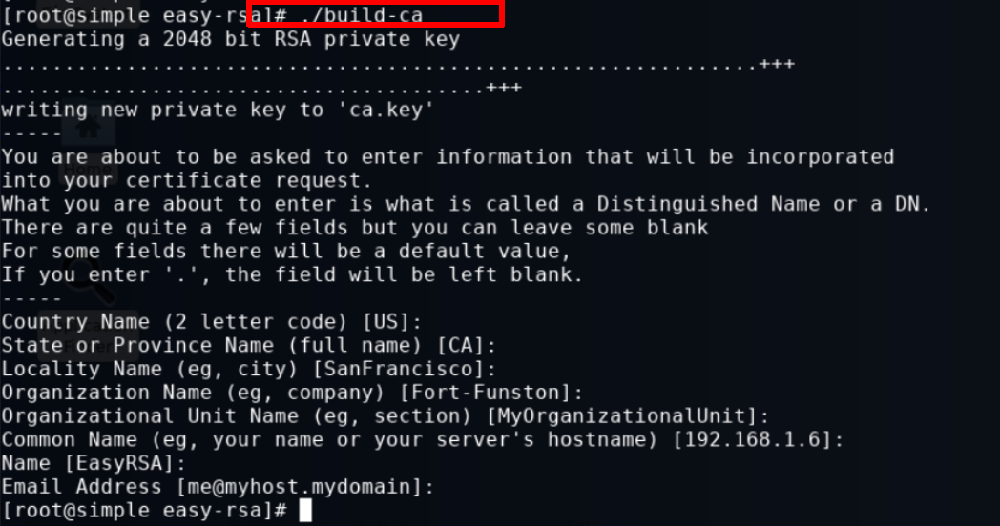 [root@simple easy-rsa]# ./build-ca
Generating a 2048 bit RSA private key
.............................................................+++
.......................................+++
writing new private key to 'ca.key'
-----
You are about to be asked to enter information that will be incorporated
into your certificate request.
What you are about to enter is what is called a Distinguished Name or a DN.
There are quite a few fields but you can leave some blank
For some fields there will be a default value,
If you enter '.', the field will be left blank.
-----
Country Name (2 letter code) [US]:
State or Province Name (full name) [CA]:
Locality Name (eg, city) [SanFrancisco]:
Organization Name (eg, company) [Fort-Funston]:
Organizational Unit Name (eg, section) [MyOrganizationalUnit]:
Common Name (eg, your name or your server's hostname) [192.168.1.6]:
Name [EasyRSA]:
Email Address [me@myhost.mydomain]:
[root@simple easy-rsa]#